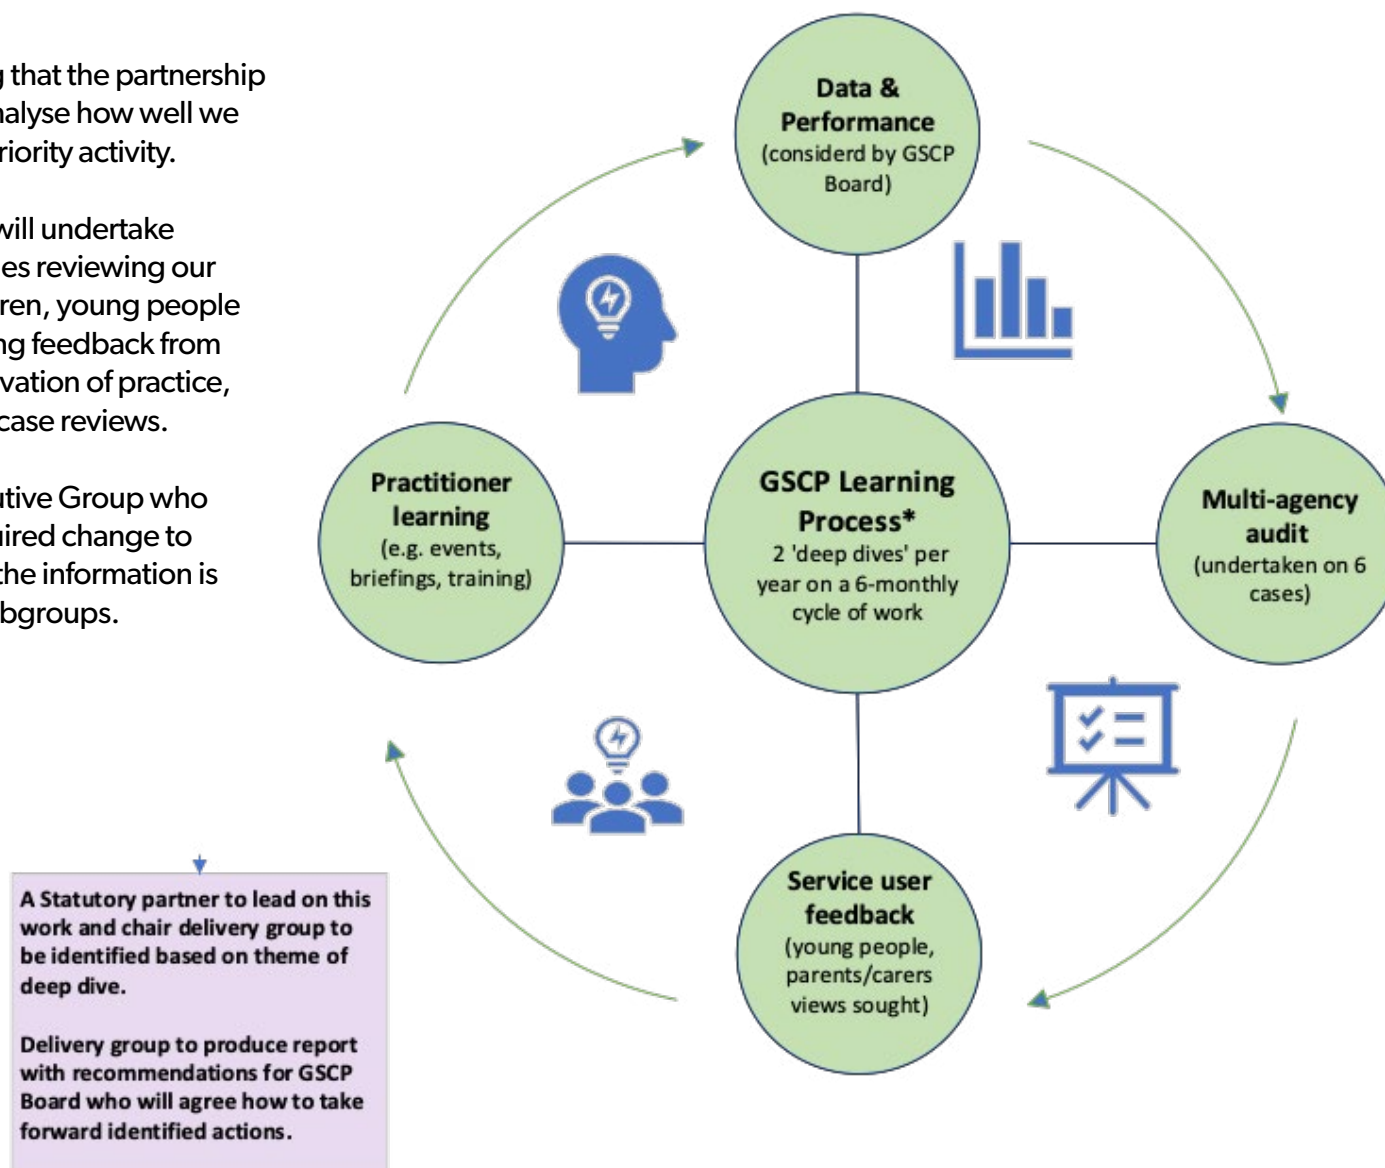 g that the partnership
nalyse how well we
riority activity.
will undertake
es reviewing our
ren, young people
ng feedback from
vation of practice,
case reviews.
utive Group who
uired change to
the information is
bgroups.
Data &
Performance
(considerd by GSCP
Board)
Practitioner
learning
(e.g. events,
briefings, training)
GSCP Learning
Process*
2 'deep dives' per
year on a 6-monthly
cycle of work
Multi-agency
audit
(undertaken on 6
cases)
Service user
feedback
(young people,
parents/carers
views sought)
A Statutory partner to lead on this
work and chair delivery group to
be identified based on theme of
deep dive.
Delivery group to produce report
with recommendations for GSCP
Board who will agree how to take
forward identified actions.